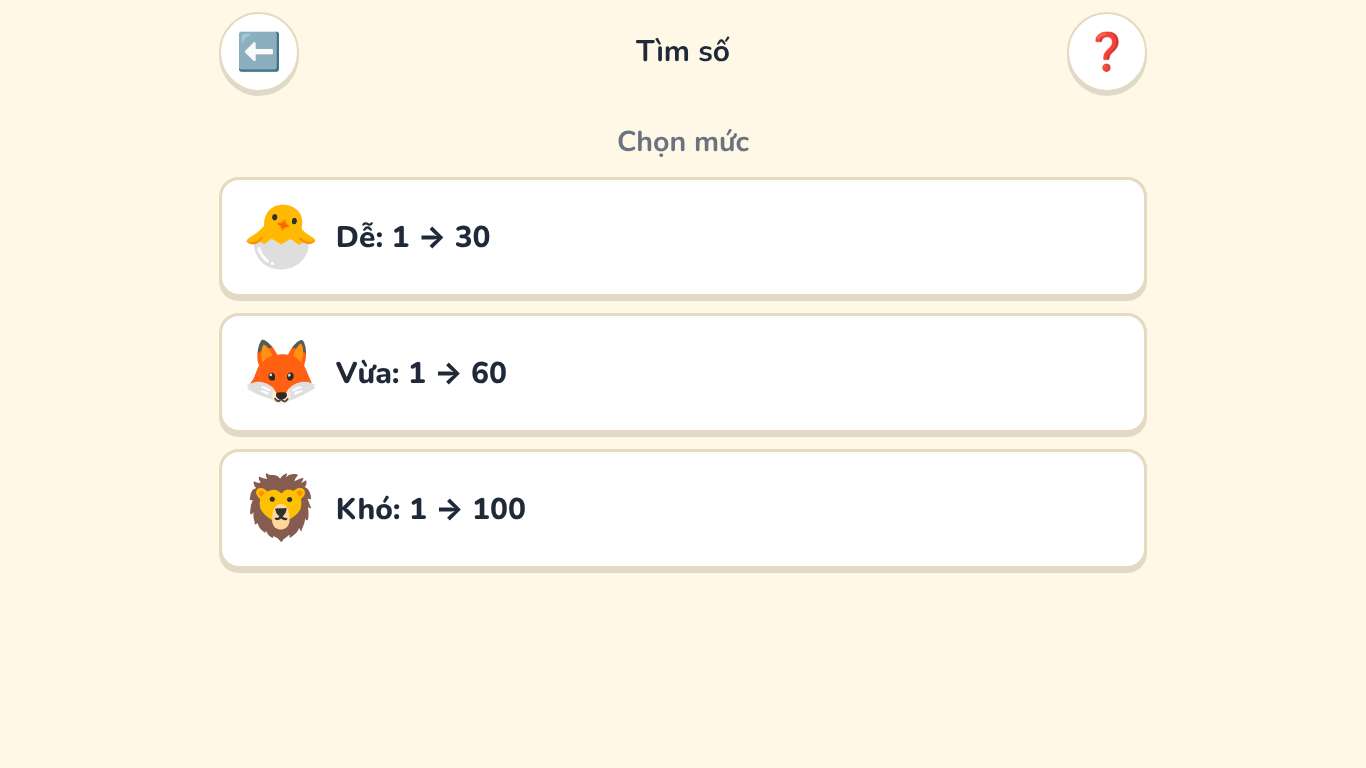 Tìm số
Chọn mức
Dễ: 1 → 30
Vừa: 1 → 60
Khó: 1 → 100